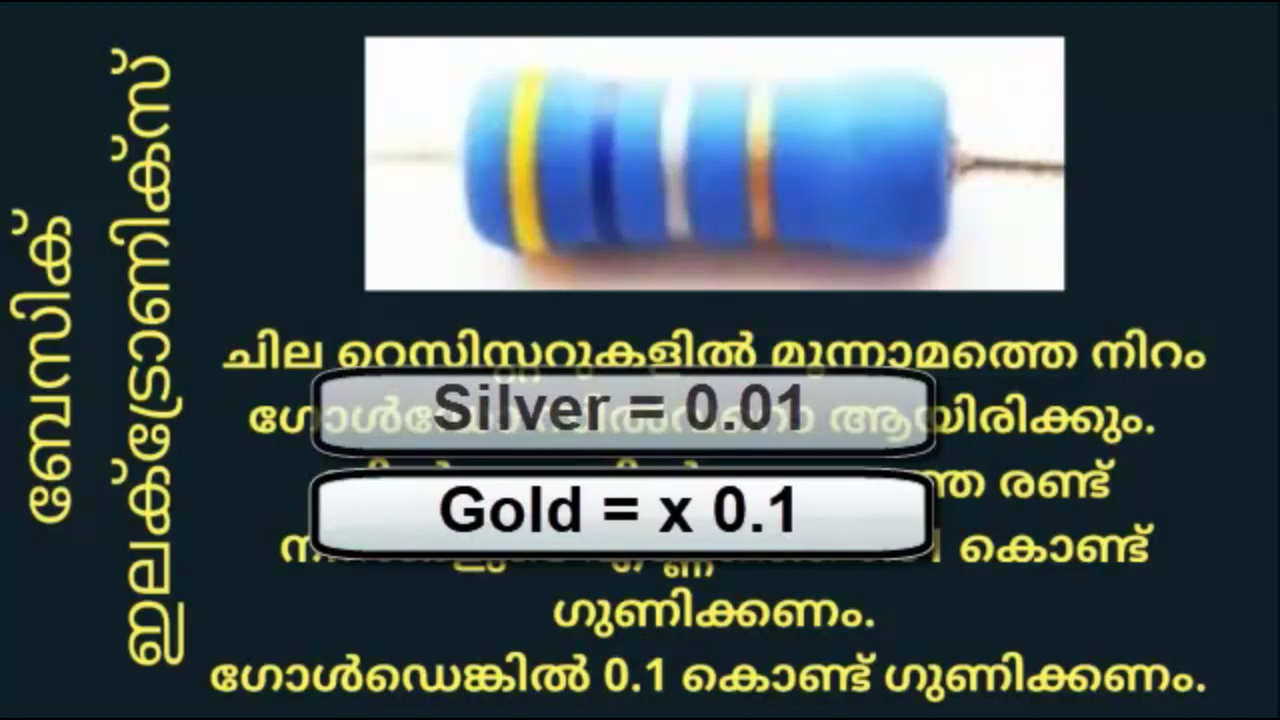 ബേസിക്
ഇലക്ട്രോണിക്സ്
ചില റെസിസ്റ്ററുകളിൽ മൂന്നാമത്തെ നിറം
Silver = 0.01
ആയിരിക്കും.
രണ്ട്
Gold = x 0.1
കൊണ്ട്
ഗുണിക്കണം.
ഗോൾഡെങ്കിൽ 0.1 കൊണ്ട് ഗുണിക്കണം.